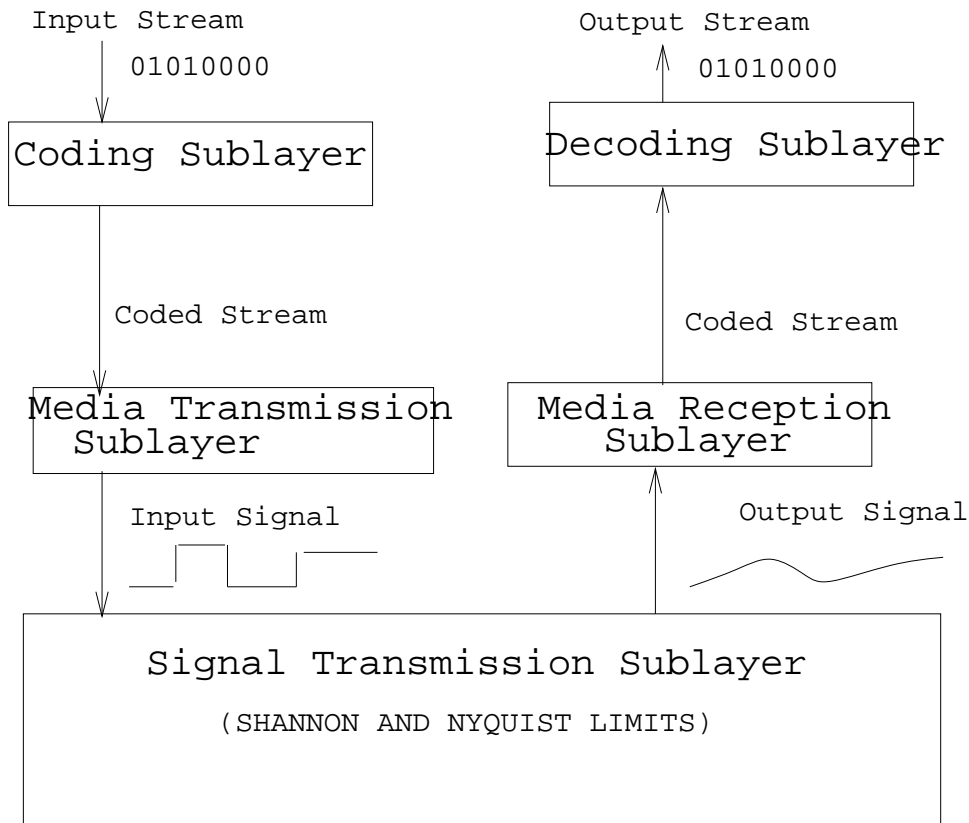 Input Stream
01010000
Coding Sublayer
Coded Stream
Media Transmission
Sublayer
Input Signal
Output Stream
01010000
Decoding Sublayer
Coded Stream
Media Reception
Sublayer
Output Signal
Signal Transmission Sublayer
(SHANNON AND NYQUIST LIMITS)